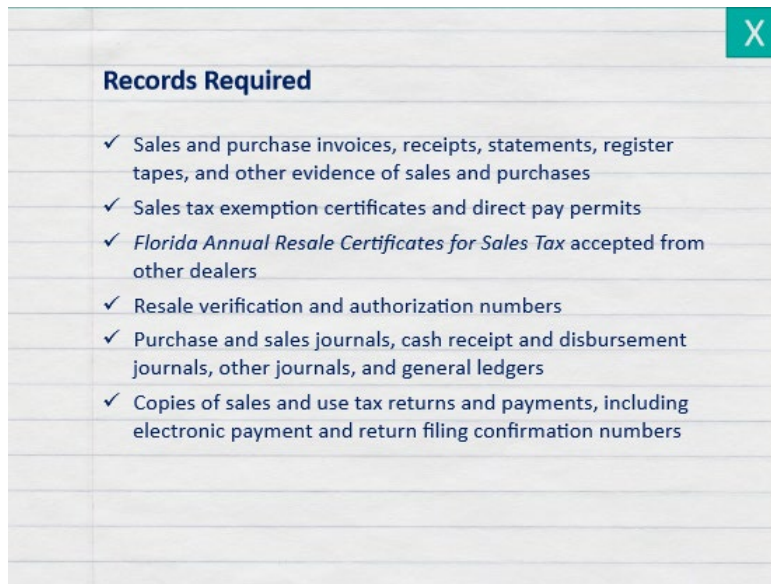 X
Records Required
✓ Sales and purchase invoices, receipts, statements, register
tapes, and other evidence of sales and purchases
✓ Sales tax exemption certificates and direct pay permits
✓ Florida Annual Resale Certificates for Sales Tax accepted from
other dealers
✓ Resale verification and authorization numbers
✓ Purchase and sales journals, cash receipt and disbursement
journals, other journals, and general ledgers
✓ Copies of sales and use tax returns and payments, including
electronic payment and return filing confirmation numbers